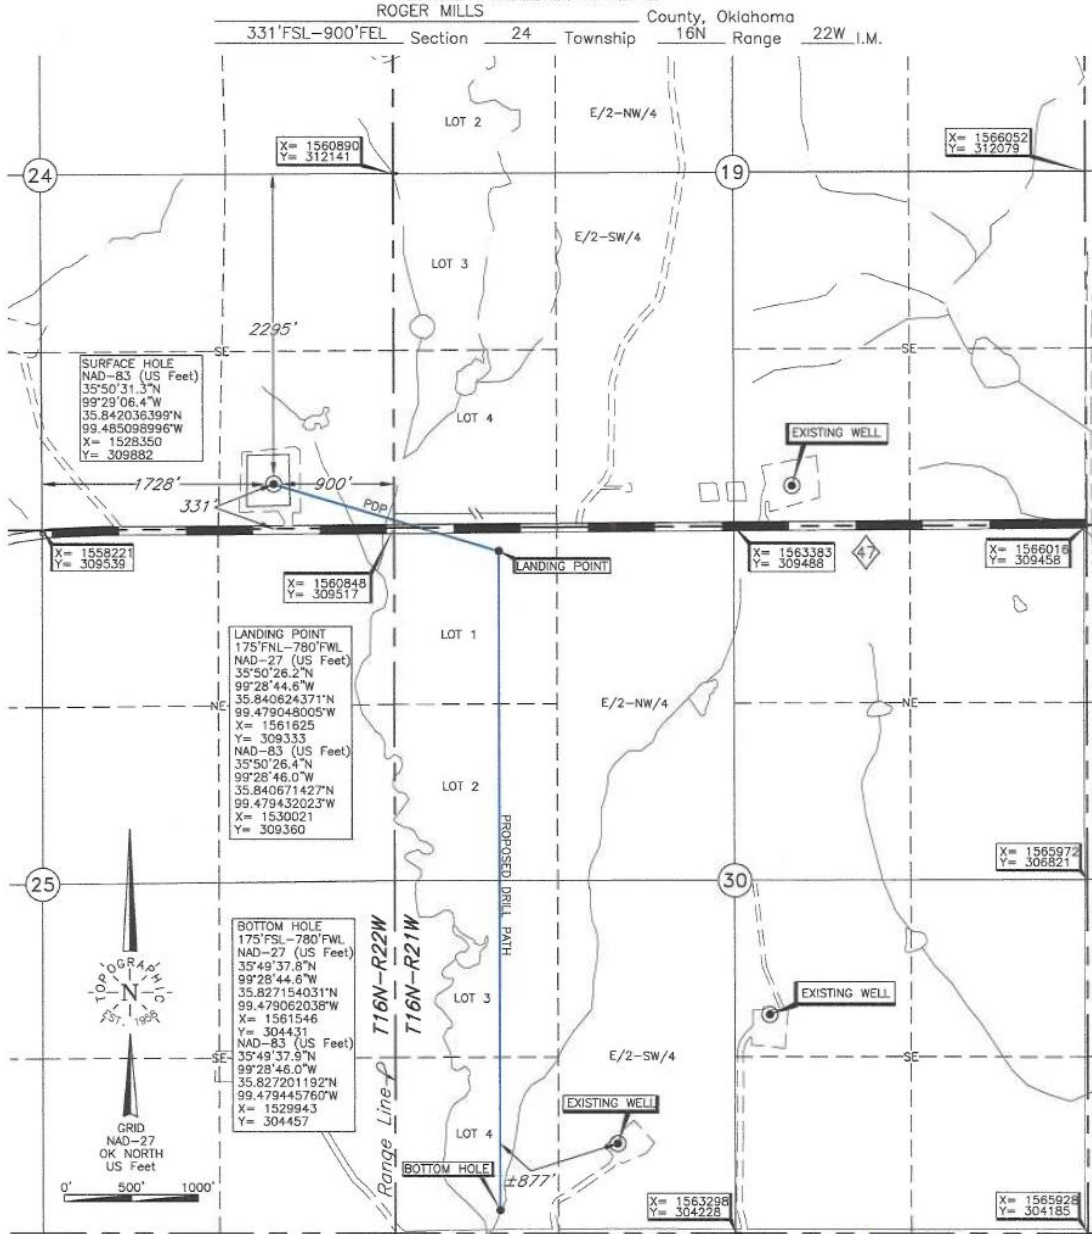 ROGER MILLS County, Oklahoma
331'FSL-900'FEL Section 24 Township 16N Range 22W I.M.
LOT 2
E/2-NW/4
X= 1560890
Y= 312141
X= 1566052
Y= 312079
24
19
E/2-SW/4
LOT 3
2295'
SE
SE
SURFACE HOLE
NAD-83 (US Feet)
35°50'31.3"N
99°29'06.4"W
35.842036399°N
99.485098996°W
X= 1528350
Y= 309882
LOT 4
EXISTING WELL
1728'
900'
331'
PDP
X= 1558221
Y= 309539
X= 1560848
Y= 309517
LANDING POINT
X= 1563383
Y= 309488
47
X= 1566016
Y= 309458
LANDING POINT
175'FNL-780'FWL
NAD-27 (US Feet)
35°50'26.2"N
99°28'44.6"W
35.840624371°N
99.479048005°W
X= 1561625
Y= 309333
NAD-83 (US Feet)
35°50'26.4"N
99°28'46.0"W
35.840671427°N
99.479432023°W
X= 1530021
Y= 309360
LOT 1
NE
E/2-NW/4
NE
LOT 2
PROPOSED DRILL PATH
X= 1565972
Y= 306821
25
30
BOTTOM HOLE
175'FSL-780'FWL
NAD-27 (US Feet)
35°49'37.8"N
99°28'44.6"W
35.827154031°N
99.479062038°W
X= 1561546
Y= 304431
NAD-83 (US Feet)
35°49'37.9"N
99°28'46.0"W
35.827201192°N
99.479445760°W
X= 1529943
Y= 304457
T16N-R22W
T16N-R21W
TOPOGRAPHIC
N
EST. 1958
LOT 3
EXISTING WELL
SE
E/2-SW/4
SE
Range Line
EXISTING WELL
LOT 4
BOTTOM HOLE
±877'
GRID
NAD-27
OK NORTH
US Feet
0' 500' 1000'
X= 1563298
Y= 304228
X= 1565928
Y= 304185